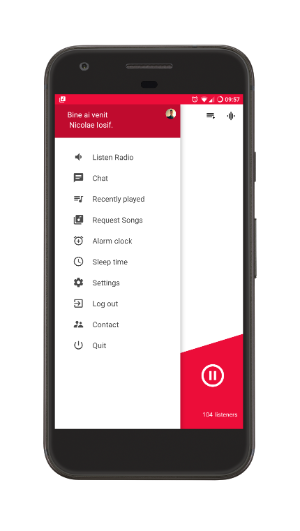 09:57
Bine ai venit
Nicolae Iosif.
Listen Radio
Chat
Recently played
Request Songs
Alarm clock
Sleep time
Settings
Log out
Contact
Quit
104 listeners